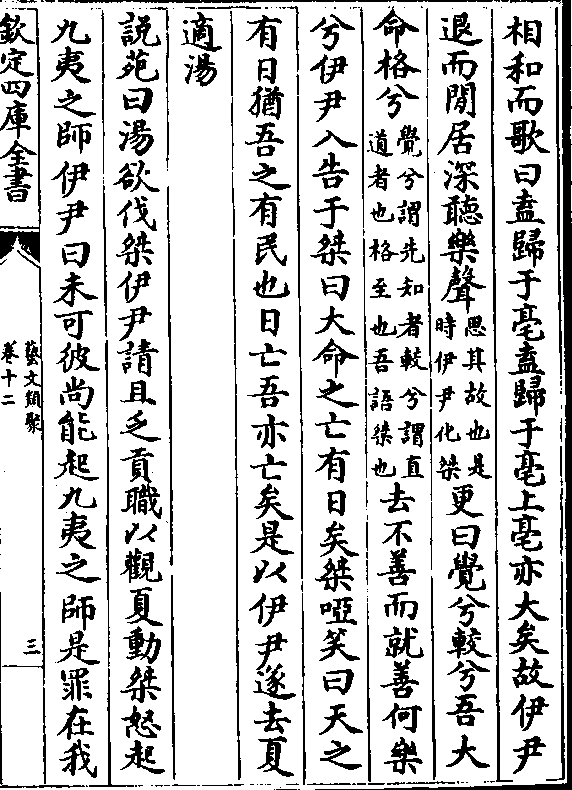 相和而歌曰盍歸于亳盍歸于亳上亳亦大矣故伊尹
退而閒居深聽樂聲思其故也是時伊尹化桀更曰覺兮較兮吾大
命格兮覺兮謂先知者較兮謂直道者也格至也吾語桀也去不善而就善何樂
兮伊尹入告于桀曰大命之亡有日矣桀啞笑曰天之
有日猶吾之有民也日亡吾亦亡矣是以伊尹遂去夏
適湯
說苑曰湯欲伐桀伊尹請且乏貢職以觀夏動桀怒起
九夷之師伊尹曰未可彼尚能起九夷之師是罪在我
欽定四庫全書
藝文類聚
卷十二
三